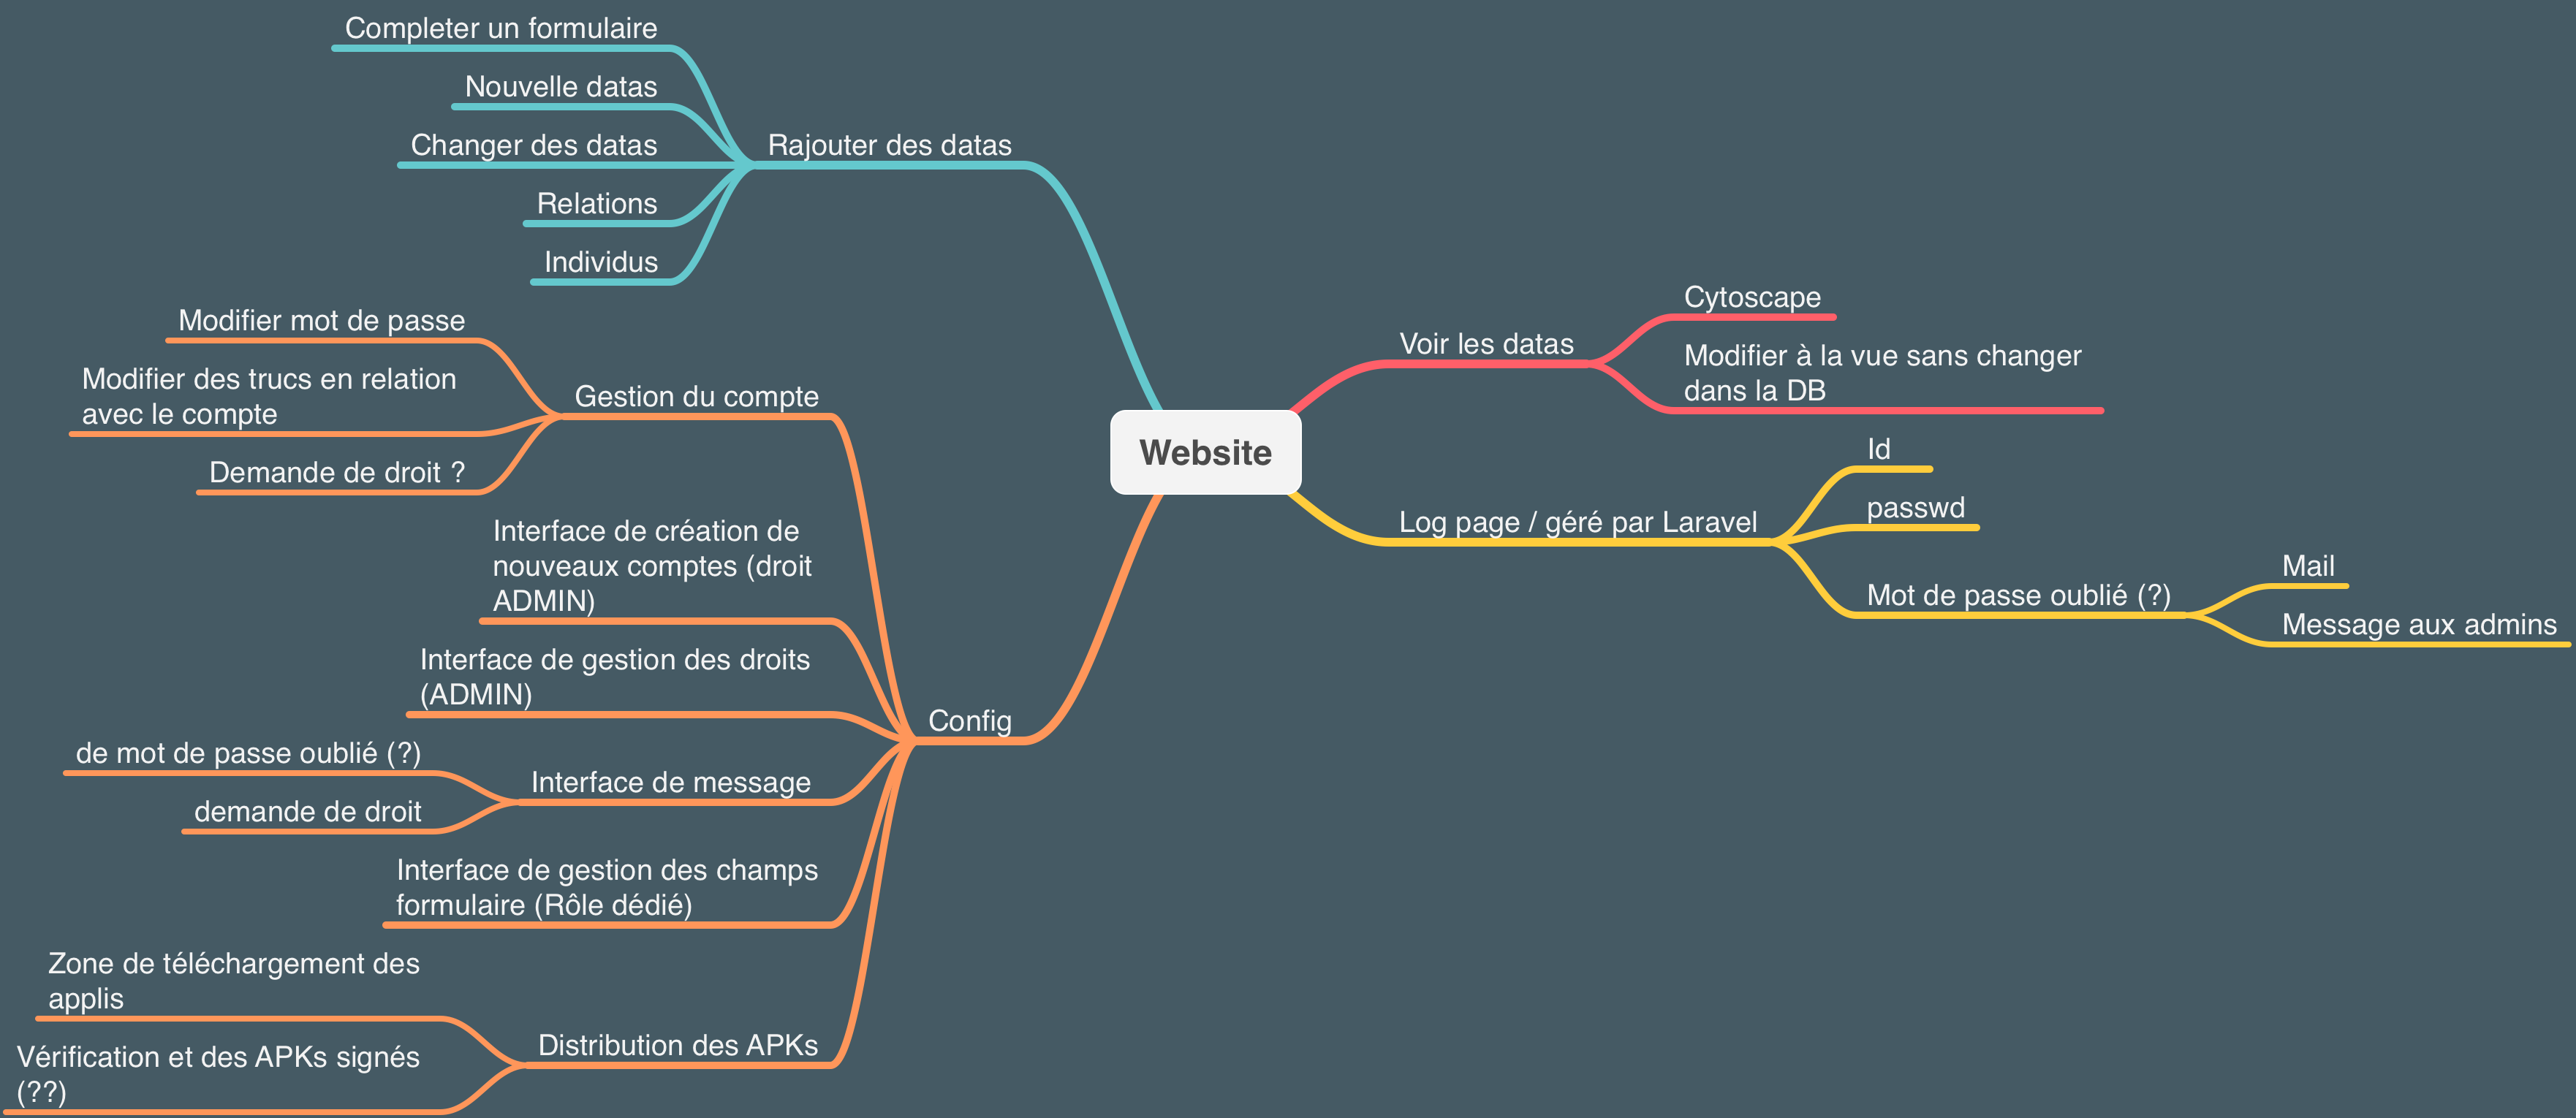 Completer un formulaire
Nouvelle datas
Changer des datas
Relations
Individus
Rajouter des datas
Modifier mot de passe
Modifier des trucs en relation
avec le compte
Demande de droit ?
Gestion du compte
Interface de création de
nouveaux comptes (droit
ADMIN)
Interface de gestion des droits
(ADMIN)
de mot de passe oublié (?)
demande de droit
Interface de message
Interface de gestion des champs
formulaire (Rôle dédié)
Zone de téléchargement des
applis
Vérification et des APKs signés
(??)
Distribution des APKs
Config
Website
Voir les datas
Cytoscape
Modifier à la vue sans changer
dans la DB
Log page / géré par Laravel
Id
passwd
Mot de passe oublié (?)
Mail
Message aux admins